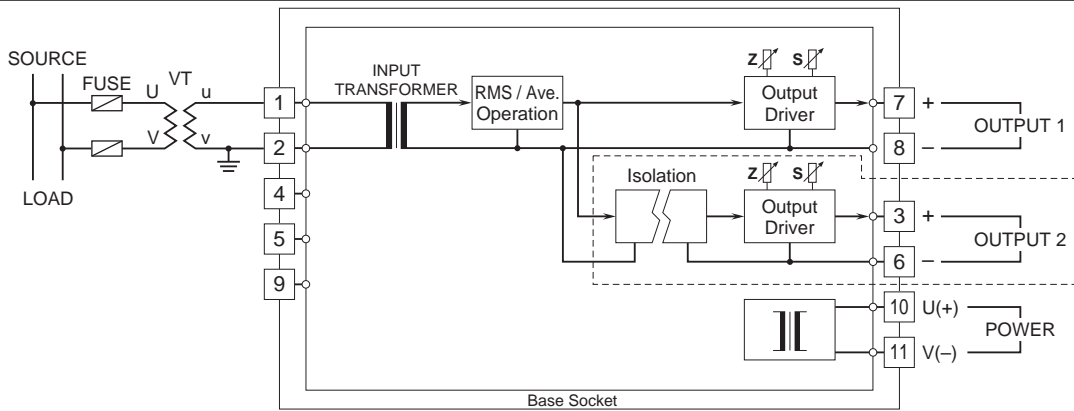 SOURCE
FUSE
VT
U
u
V
v
LOAD
1
2
4
5
9
INPUT
TRANSFORMER
RMS / Ave.
Operation
Z
S
Output
Driver
7
+
8
–
OUTPUT 1
Isolation
Z
S
Output
Driver
3
+
6
–
OUTPUT 2
10
U(+)
11
V(–)
POWER
Base Socket